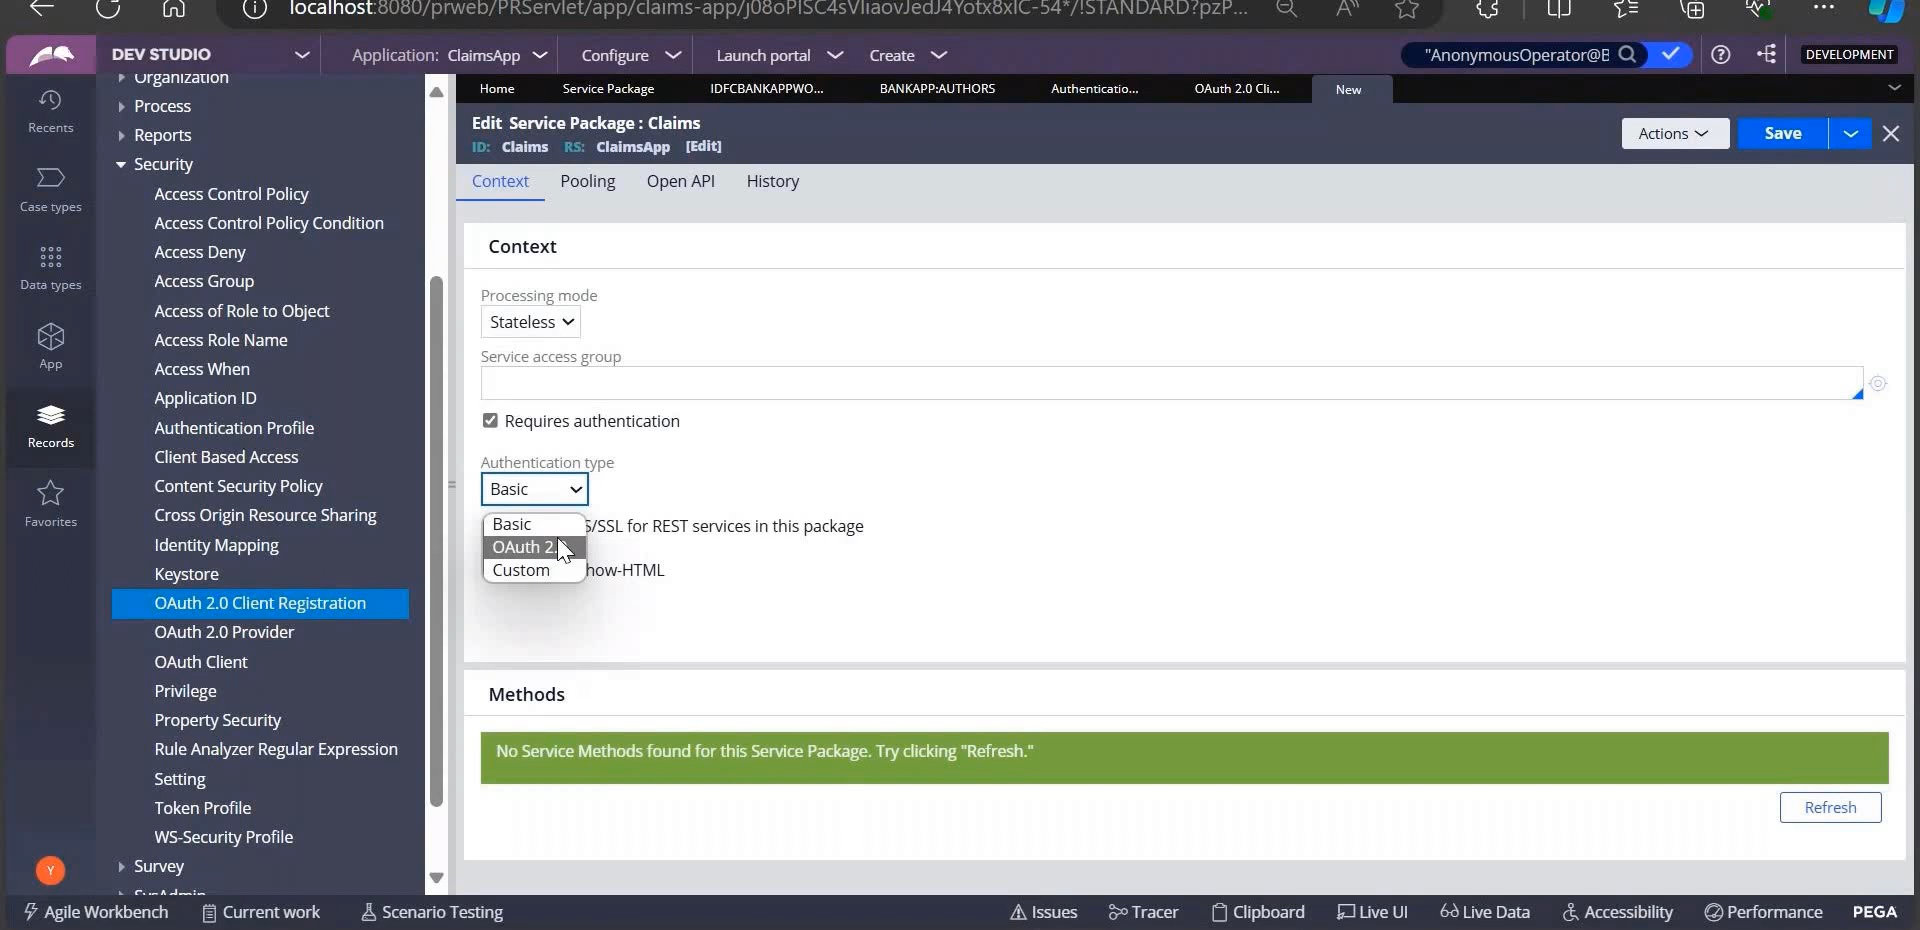 localhost:8080/prweb/PRServlet/app/claims-app/j08oPISC4sVIiaovJedJ4Yotx8xIC-54*/!STANDARD?pzP...
DEV STUDIO
Application: ClaimsApp
Configure
Launch portal
Create
"AnonymousOperator@B
DEVELOPMENT
Recents
Case types
Data types
App
Records
Favorites
Y
Organization
Process
Reports
Security
Access Control Policy
Access Control Policy Condition
Access Deny
Access Group
Access of Role to Object
Access Role Name
Access When
Application ID
Authentication Profile
Client Based Access
Content Security Policy
Cross Origin Resource Sharing
Identity Mapping
Keystore
OAuth 2.0 Client Registration
OAuth 2.0 Provider
OAuth Client
Privilege
Property Security
Rule Analyzer Regular Expression
Setting
Token Profile
WS-Security Profile
Survey
SysAdmin
Home
Service Package
IDFCBANKAPPWO...
BANKAPP:AUTHORS
Authenticatio...
OAuth 2.0 Cli...
New
Edit Service Package : Claims
ID: Claims RS: ClaimsApp [Edit]
Actions
Save
Context
Pooling
Open API
History
Context
Processing mode
Stateless
Service access group
Requires authentication
Authentication type
Basic
Basic
OAuth 2.
Custom
S/SSL for REST services in this package
how-HTML
Methods
No Service Methods found for this Service Package. Try clicking "Refresh."
Refresh
Agile Workbench
Current work
Scenario Testing
Issues
Tracer
Clipboard
Live UI
Live Data
Accessibility
Performance
PEGA